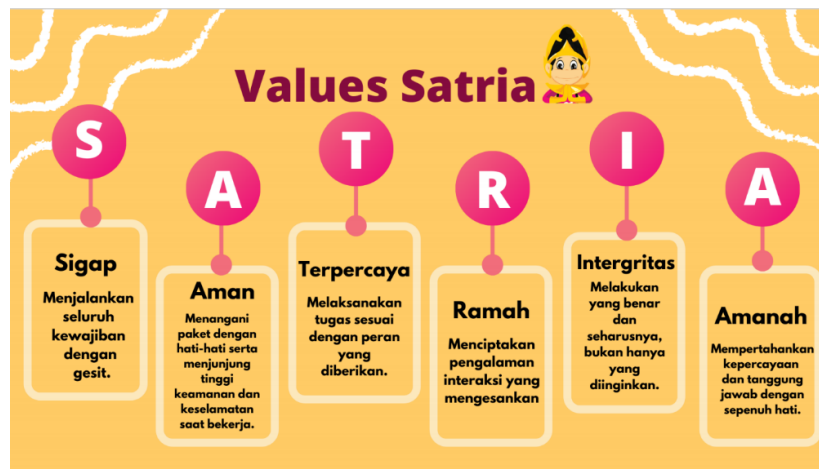 Values Satria
S
Sigap
Menjalankan
seluruh
kewajiban
dengan
gesit.
A
Aman
Menangani
paket dengan
hati-hati serta
menjunjung
tinggi
keamanan dan
keselamatan
saat bekerja.
T
Terpercaya
Melaksanakan
tugas sesuai
dengan peran
yang
diberikan.
R
Ramah
Menciptakan
pengalaman
interaksi yang
mengesankan
I
Intergritas
Melakukan
yang benar
dan
seharusnya,
bukan hanya
yang
diinginkan.
A
Amanah
Mempertahankan
kepercayaan
dan tanggung
jawab dengan
sepenuh hati.